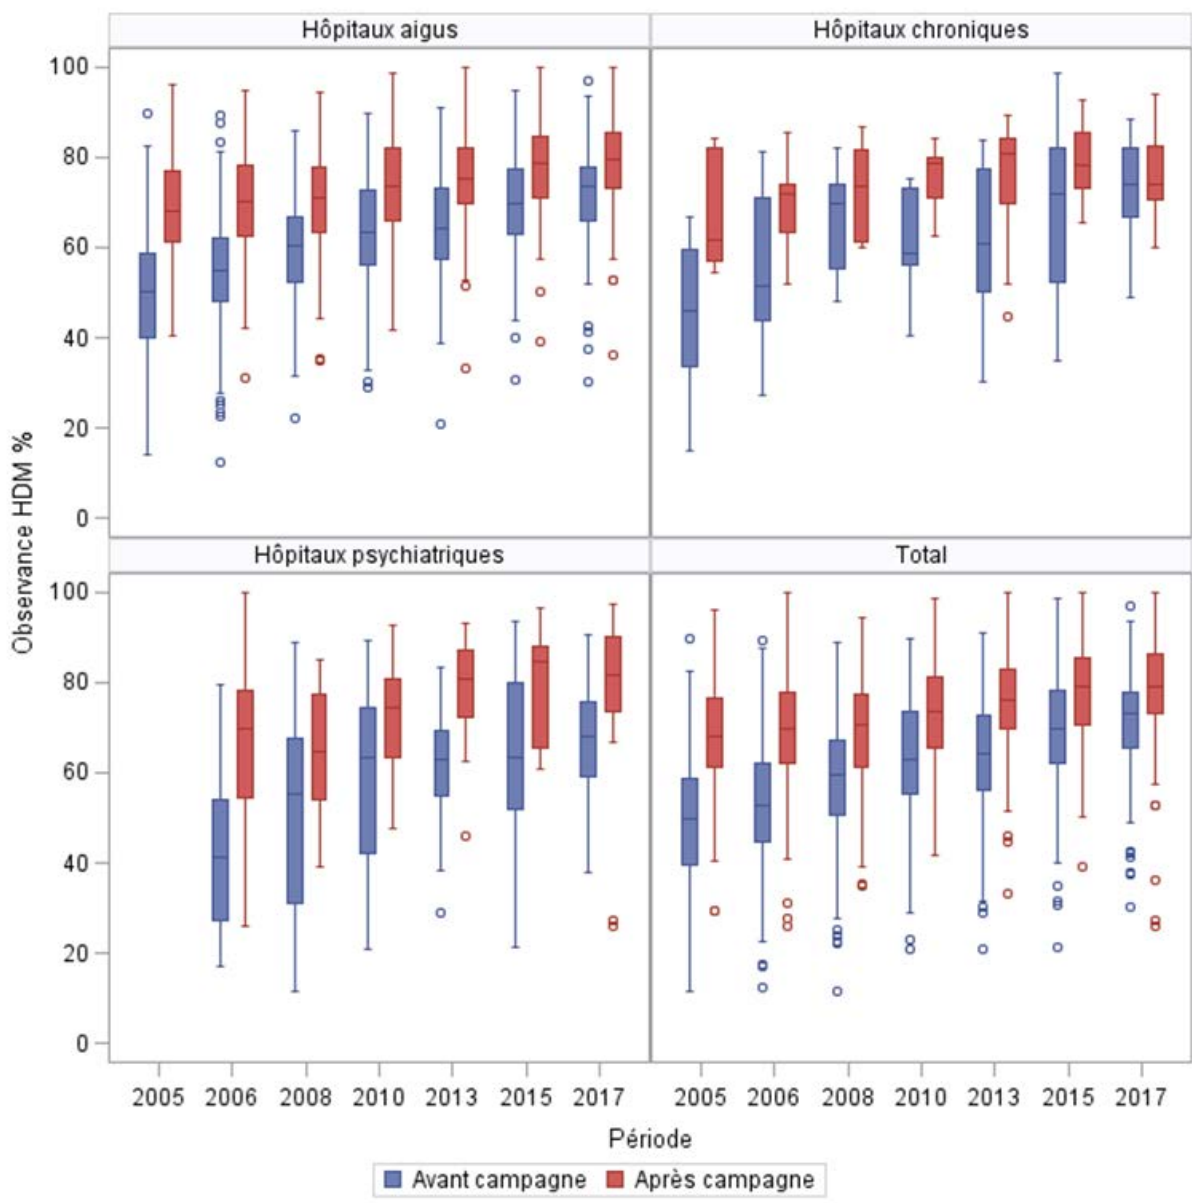 Hôpitaux aigus
Hôpitaux chroniques
100
80
60
40
20
0
Observance HDM %
Hôpitaux psychiatriques
Total
100
80
60
40
20
0
2005 2006 2008 2010 2013 2015 2017
2005 2006 2008 2010 2013 2015 2017
Période
Avant campagne Après campagne